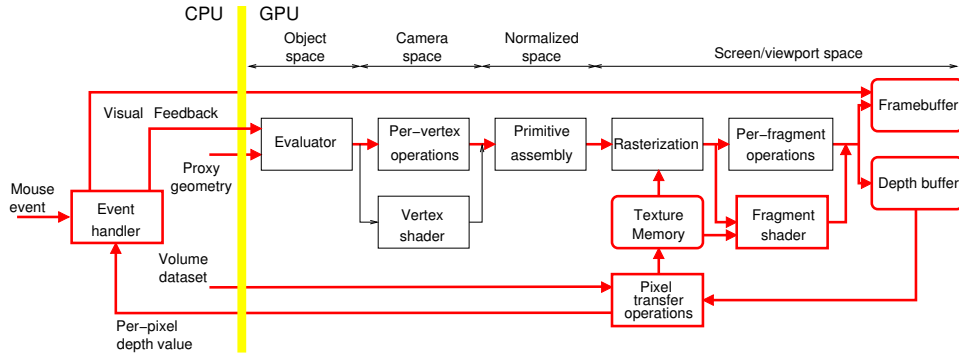 CPU
GPU
Object
space
Camera
space
Normalized
space
Screen/viewport space
Visual Feedback
Framebuffer
Evaluator
Per−vertex
operations
Primitive
assembly
Rasterization
Per−fragment
operations
Proxy
geometry
Depth buffer
Mouse
event
Event
handler
Vertex
shader
Texture
Memory
Fragment
shader
Volume
dataset
Pixel
transfer
operations
Per−pixel
depth value